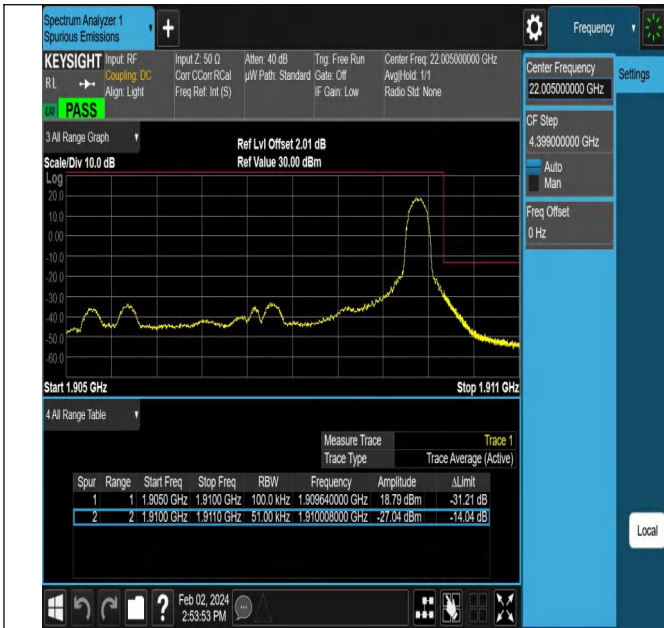 Spectrum Analyzer 1
Spurious Emissions
Frequency
KEYSIGHT
RL
Input: RF
Coupling: DC
Align: Light
Input Z: 50 Ω
Corr CCorr RCal
Freq Ref: Int (S)
Atten: 40 dB
µW Path: Standard
Trig: Free Run
Gate: Off
IF Gain: Low
Center Freq: 22.005000000 GHz
Avg|Hold: 1/1
Radio Std: None
PASS
Center Frequency
22.005000000 GHz
Settings
CF Step
4.399000000 GHz
Auto
Man
Freq Offset
0 Hz
3 All Range Graph
Scale/Div 10.0 dB
Ref Lvl Offset 2.01 dB
Ref Value 30.00 dBm
Log
20.0
10.0
0.00
-10.0
-20.0
-30.0
-40.0
-50.0
-60.0
Start 1.905 GHz
Stop 1.911 GHz
4 All Range Table
Measure Trace Trace 1
Trace Type Trace Average (Active)
Spur Range Start Freq Stop Freq RBW Frequency Amplitude ΔLimit
1 1 1.9050 GHz 1.9100 GHz 100.0 kHz 1.909640000 GHz 18.79 dBm -31.21 dB
2 2 1.9100 GHz 1.9110 GHz 51.00 kHz 1.910008000 GHz -27.04 dBm -14.04 dB
Local
?
Feb 02, 2024
2:53:53 PM